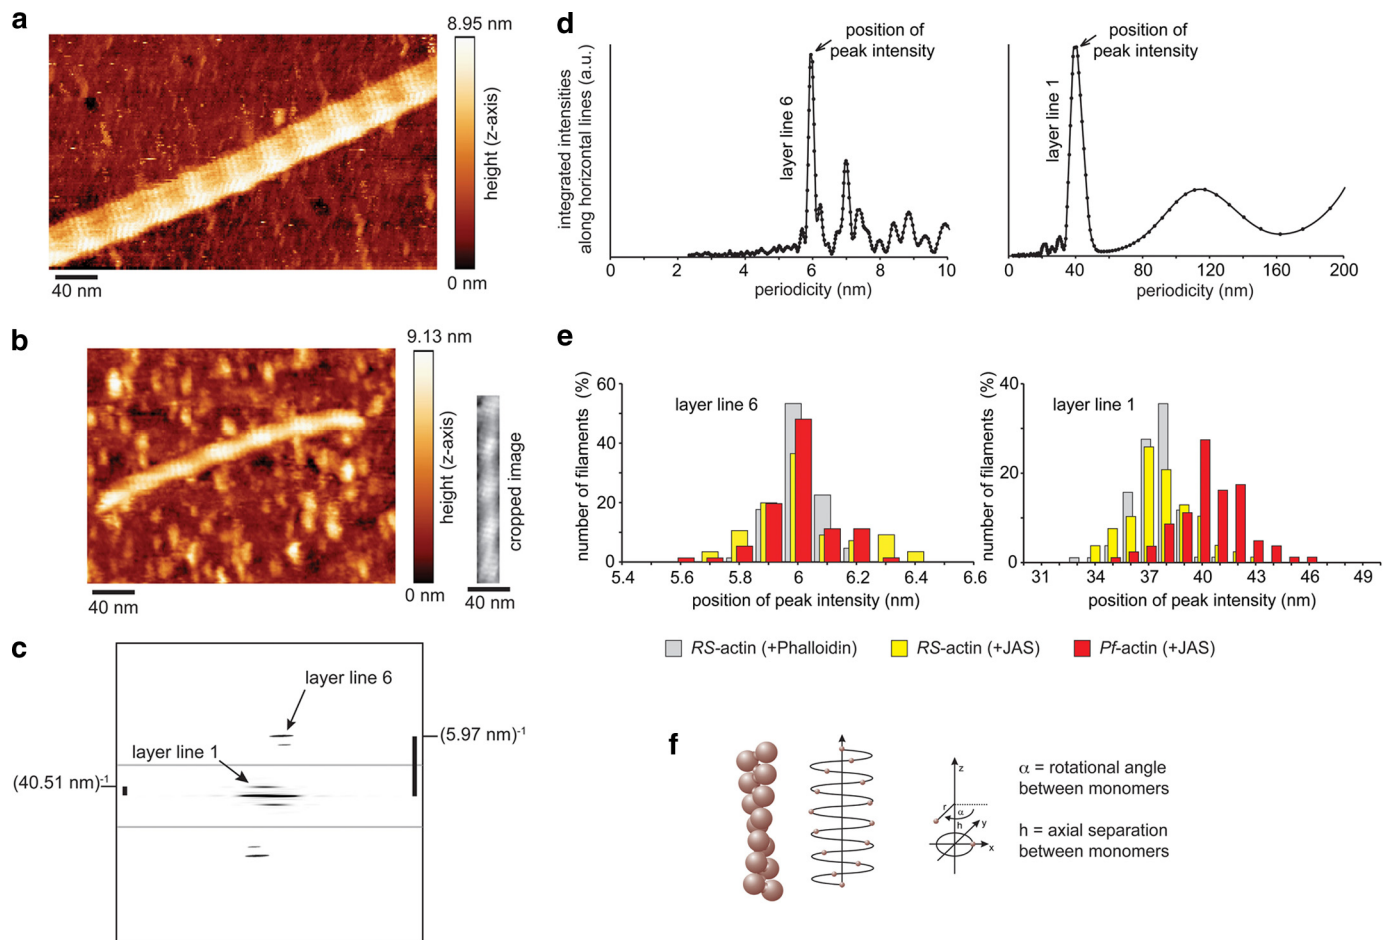 a
8.95 nm
height (z-axis)
0 nm
40 nm
b
9.13 nm
height (z-axis)
0 nm
40 nm
cropped image
40 nm
c
layer line 6
layer line 1
(5.97 nm)-1
(40.51 nm)-1
d
integrated intensities
along horizontal lines (a.u.)
layer line 6
position of
peak intensity
0 2 4 6 8 10
periodicity (nm)
layer line 1
position of
peak intensity
0 40 80 120 160 200
periodicity (nm)
e
number of filaments (%)
60
40
20
0
layer line 6
5.4 5.6 5.8 6 6.2 6.4 6.6
position of peak intensity (nm)
number of filaments (%)
40
20
0
layer line 1
31 34 37 40 43 46 49
position of peak intensity (nm)
RS-actin (+Phalloidin) RS-actin (+JAS) Pf-actin (+JAS)
f
z
r
α
h
y
x
α = rotational angle
between monomers
h = axial separation
between monomers